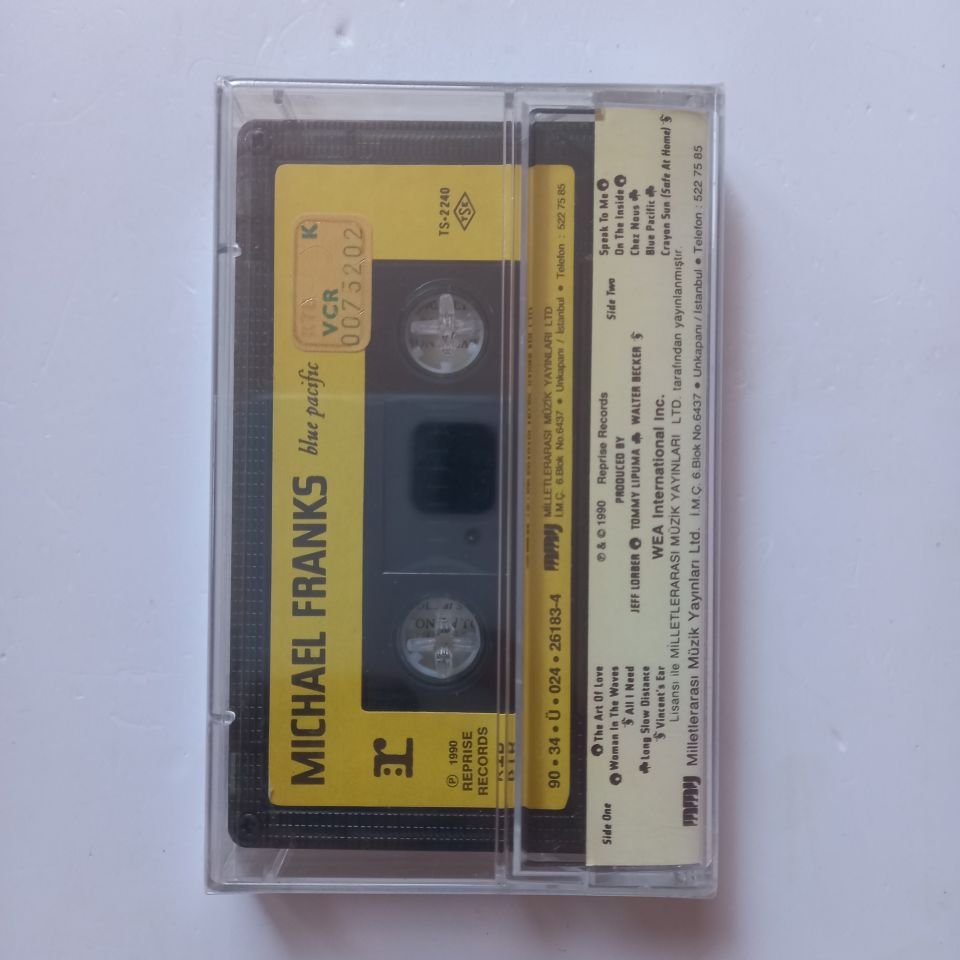 MICHAEL FRANKS blue pacific
K
VCR
0075202
TS-2240
TSE
r
℗ 1990
REPRISE
RECORDS
90 • 34 • Ü • 024 • 26183-4
MİLLETLERARASI MÜZİK YAYINLARI LTD
İ.M.Ç. 6.Blok No.6437 • Unkapanı / İstanbul • Telefon : 522 75 85
Side One
The Art Of Love
Woman In The Waves
All I Need
Long Slow Distance
Vincent's Ear
℗ & © 1990 Reprise Records
PRODUCED BY
JEFF LORBER TOMMY LIPUMA WALTER BECKER
WEA International Inc.
Side Two
Speak To Me
On The Inside
Chez Nous
Blue Pacific
Crayon Sun (Safe At Home)
Lisansı ile MİLLETLERARASI MÜZİK YAYINLARI LTD. tarafından yayınlanmıştır.
Milletlerarası Müzik Yayınları Ltd. İ.M.Ç. 6.Blok No.6437 • Unkapanı / İstanbul • Telefon : 522 75 85